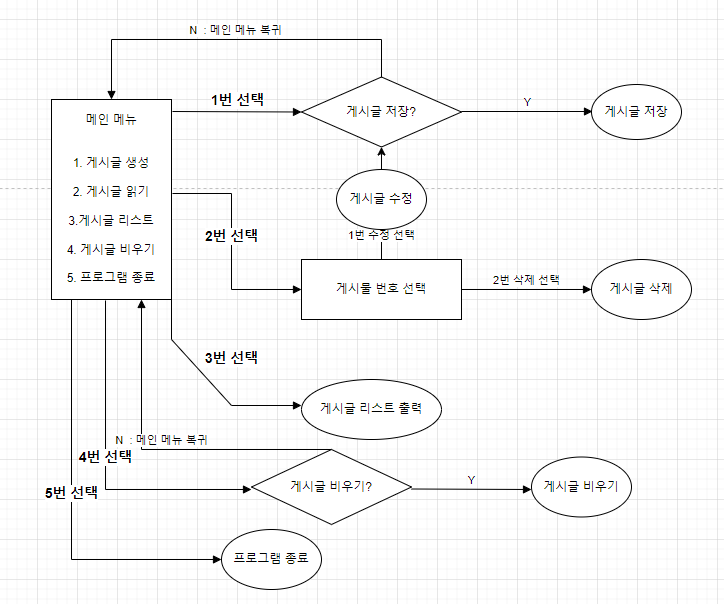 N : 메인 메뉴 복귀
1번 선택
게시글 저장?
Y
게시글 저장
메인 메뉴
1. 게시글 생성
2. 게시글 읽기
3.게시글 리스트
4. 게시글 비우기
5. 프로그램 종료
게시글 수정
2번 선택
1번 수정 선택
게시물 번호 선택
2번 삭제 선택
게시글 삭제
3번 선택
게시글 리스트 출력
N : 메인 메뉴 복귀
4번 선택
게시글 비우기?
Y
게시글 비우기
5번 선택
프로그램 종료